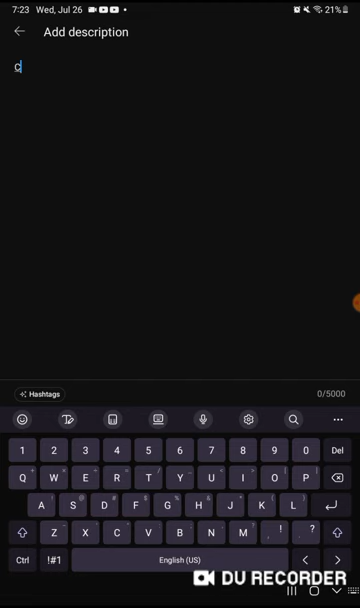 7:23 Wed, Jul 26 21%
Add description
c
Hashtags 0/5000
1 2 3 4 5 6 7 8 9 0 Del
Q W E R T Y U I O P
A S D F G H J K L
Z X C V B N M , ! . ?
Ctrl !#1 English (US) < >
DU RECORDER